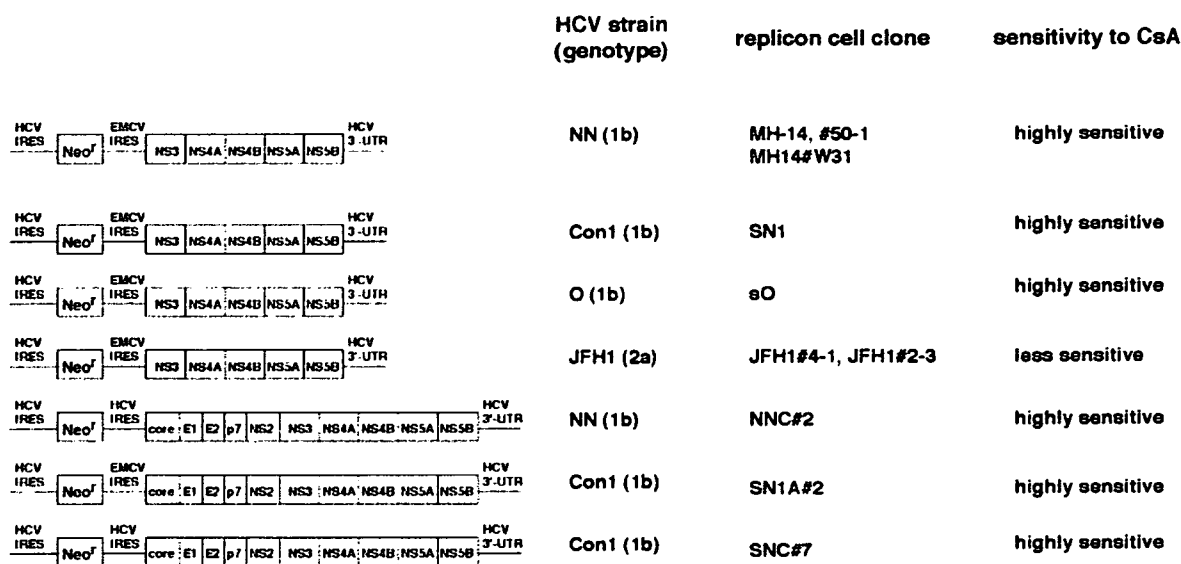 HCV strain (genotype) replicon cell clone sensitivity to CsA
HCV IRES Neor EMCV IRES NS3 NS4A NS4B NS5A NS5B HCV 3'-UTR NN (1b) MH-14, #50-1 MH14#W31 highly sensitive
HCV IRES Neor EMCV IRES NS3 NS4A NS4B NS5A NS5B HCV 3'-UTR Con1 (1b) SN1 highly sensitive
HCV IRES Neor EMCV IRES NS3 NS4A NS4B NS5A NS5B HCV 3'-UTR O (1b) sO highly sensitive
HCV IRES Neor EMCV IRES NS3 NS4A NS4B NS5A NS5B HCV 3'-UTR JFH1 (2a) JFH1#4-1, JFH1#2-3 less sensitive
HCV IRES Neor HCV IRES core E1 E2 p7 NS2 NS3 NS4A NS4B NS5A NS5B HCV 3'-UTR NN (1b) NNC#2 highly sensitive
HCV IRES Neor EMCV IRES core E1 E2 p7 NS2 NS3 NS4A NS4B NS5A NS5B HCV 3'-UTR Con1 (1b) SN1A#2 highly sensitive
HCV IRES Neor HCV IRES core E1 E2 p7 NS2 NS3 NS4A NS4B NS5A NS5B HCV 3'-UTR Con1 (1b) SNC#7 highly sensitive